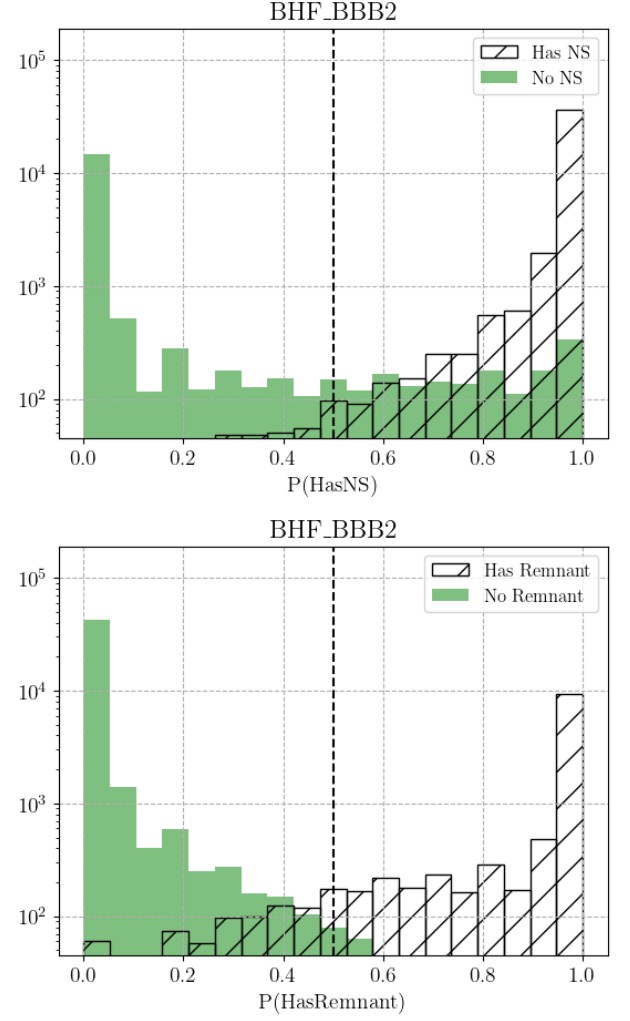 BHF_BBB2
Has NS
No NS
10^5
10^4
10^3
10^2
0.0 0.2 0.4 0.6 0.8 1.0
P(HasNS)
BHF_BBB2
Has Remnant
No Remnant
10^5
10^4
10^3
10^2
0.0 0.2 0.4 0.6 0.8 1.0
P(HasRemnant)